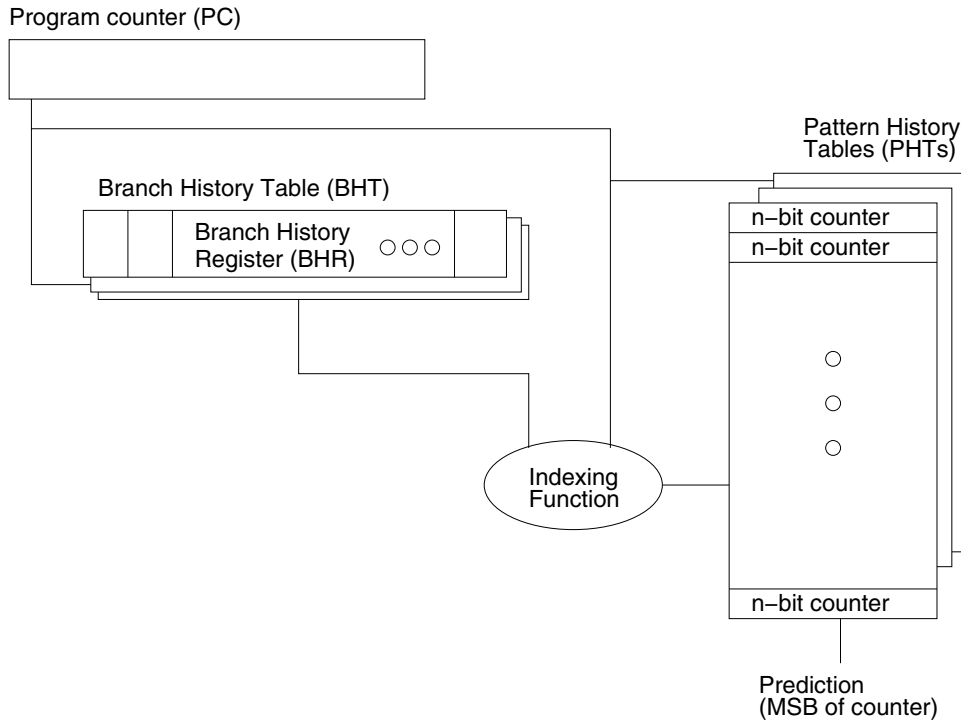 Program counter (PC)
Pattern History
Tables (PHTs)
Branch History Table (BHT)
Branch History
Register (BHR)
n−bit counter
n−bit counter
Indexing
Function
n−bit counter
Prediction
(MSB of counter)